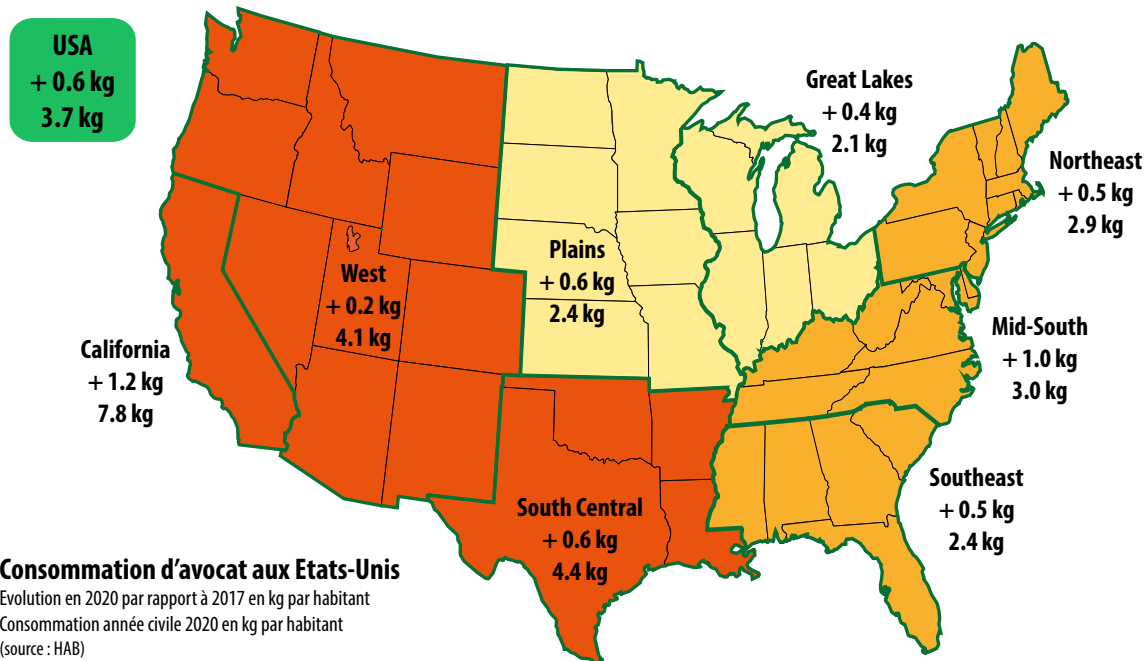 USA
+ 0.6 kg
3.7 kg
Great Lakes
+ 0.4 kg
2.1 kg
Northeast
+ 0.5 kg
2.9 kg
Plains
+ 0.6 kg
2.4 kg
West
+ 0.2 kg
4.1 kg
California
+ 1.2 kg
7.8 kg
Mid-South
+ 1.0 kg
3.0 kg
Southeast
+ 0.5 kg
2.4 kg
South Central
+ 0.6 kg
4.4 kg
Consommation d'avocat aux Etats-Unis
Evolution en 2020 par rapport à 2017 en kg par habitant
Consommation année civile 2020 en kg par habitant
(source : HAB)